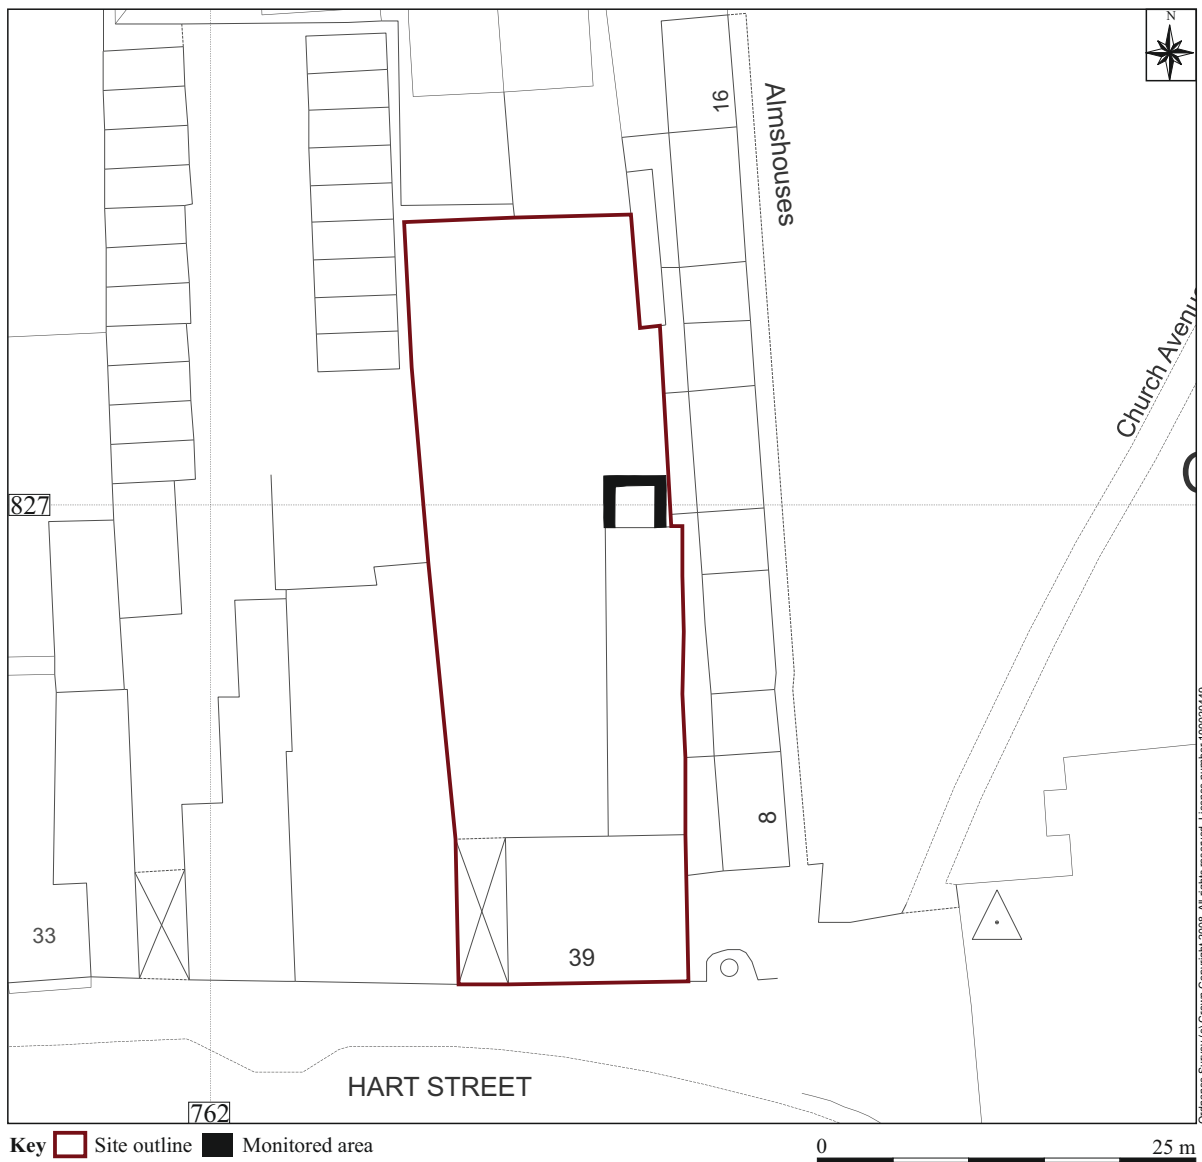 N
16
Almshouses
Church Avenue
827
8
33
39
HART STREET
762
Key Site outline Monitored area
0 25 m